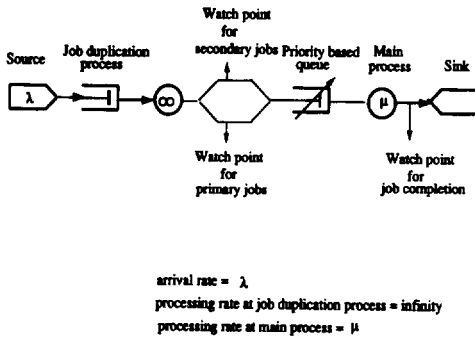 Watch point
for
secondary jobs
Source
Job duplication
process
Priority based
queue
Main
process
Sink
λ
∞
μ
Watch point
for
primary jobs
Watch point
for
job completion
arrival rate = λ
processing rate at job duplication process = infinity
processing rate at main process = μ